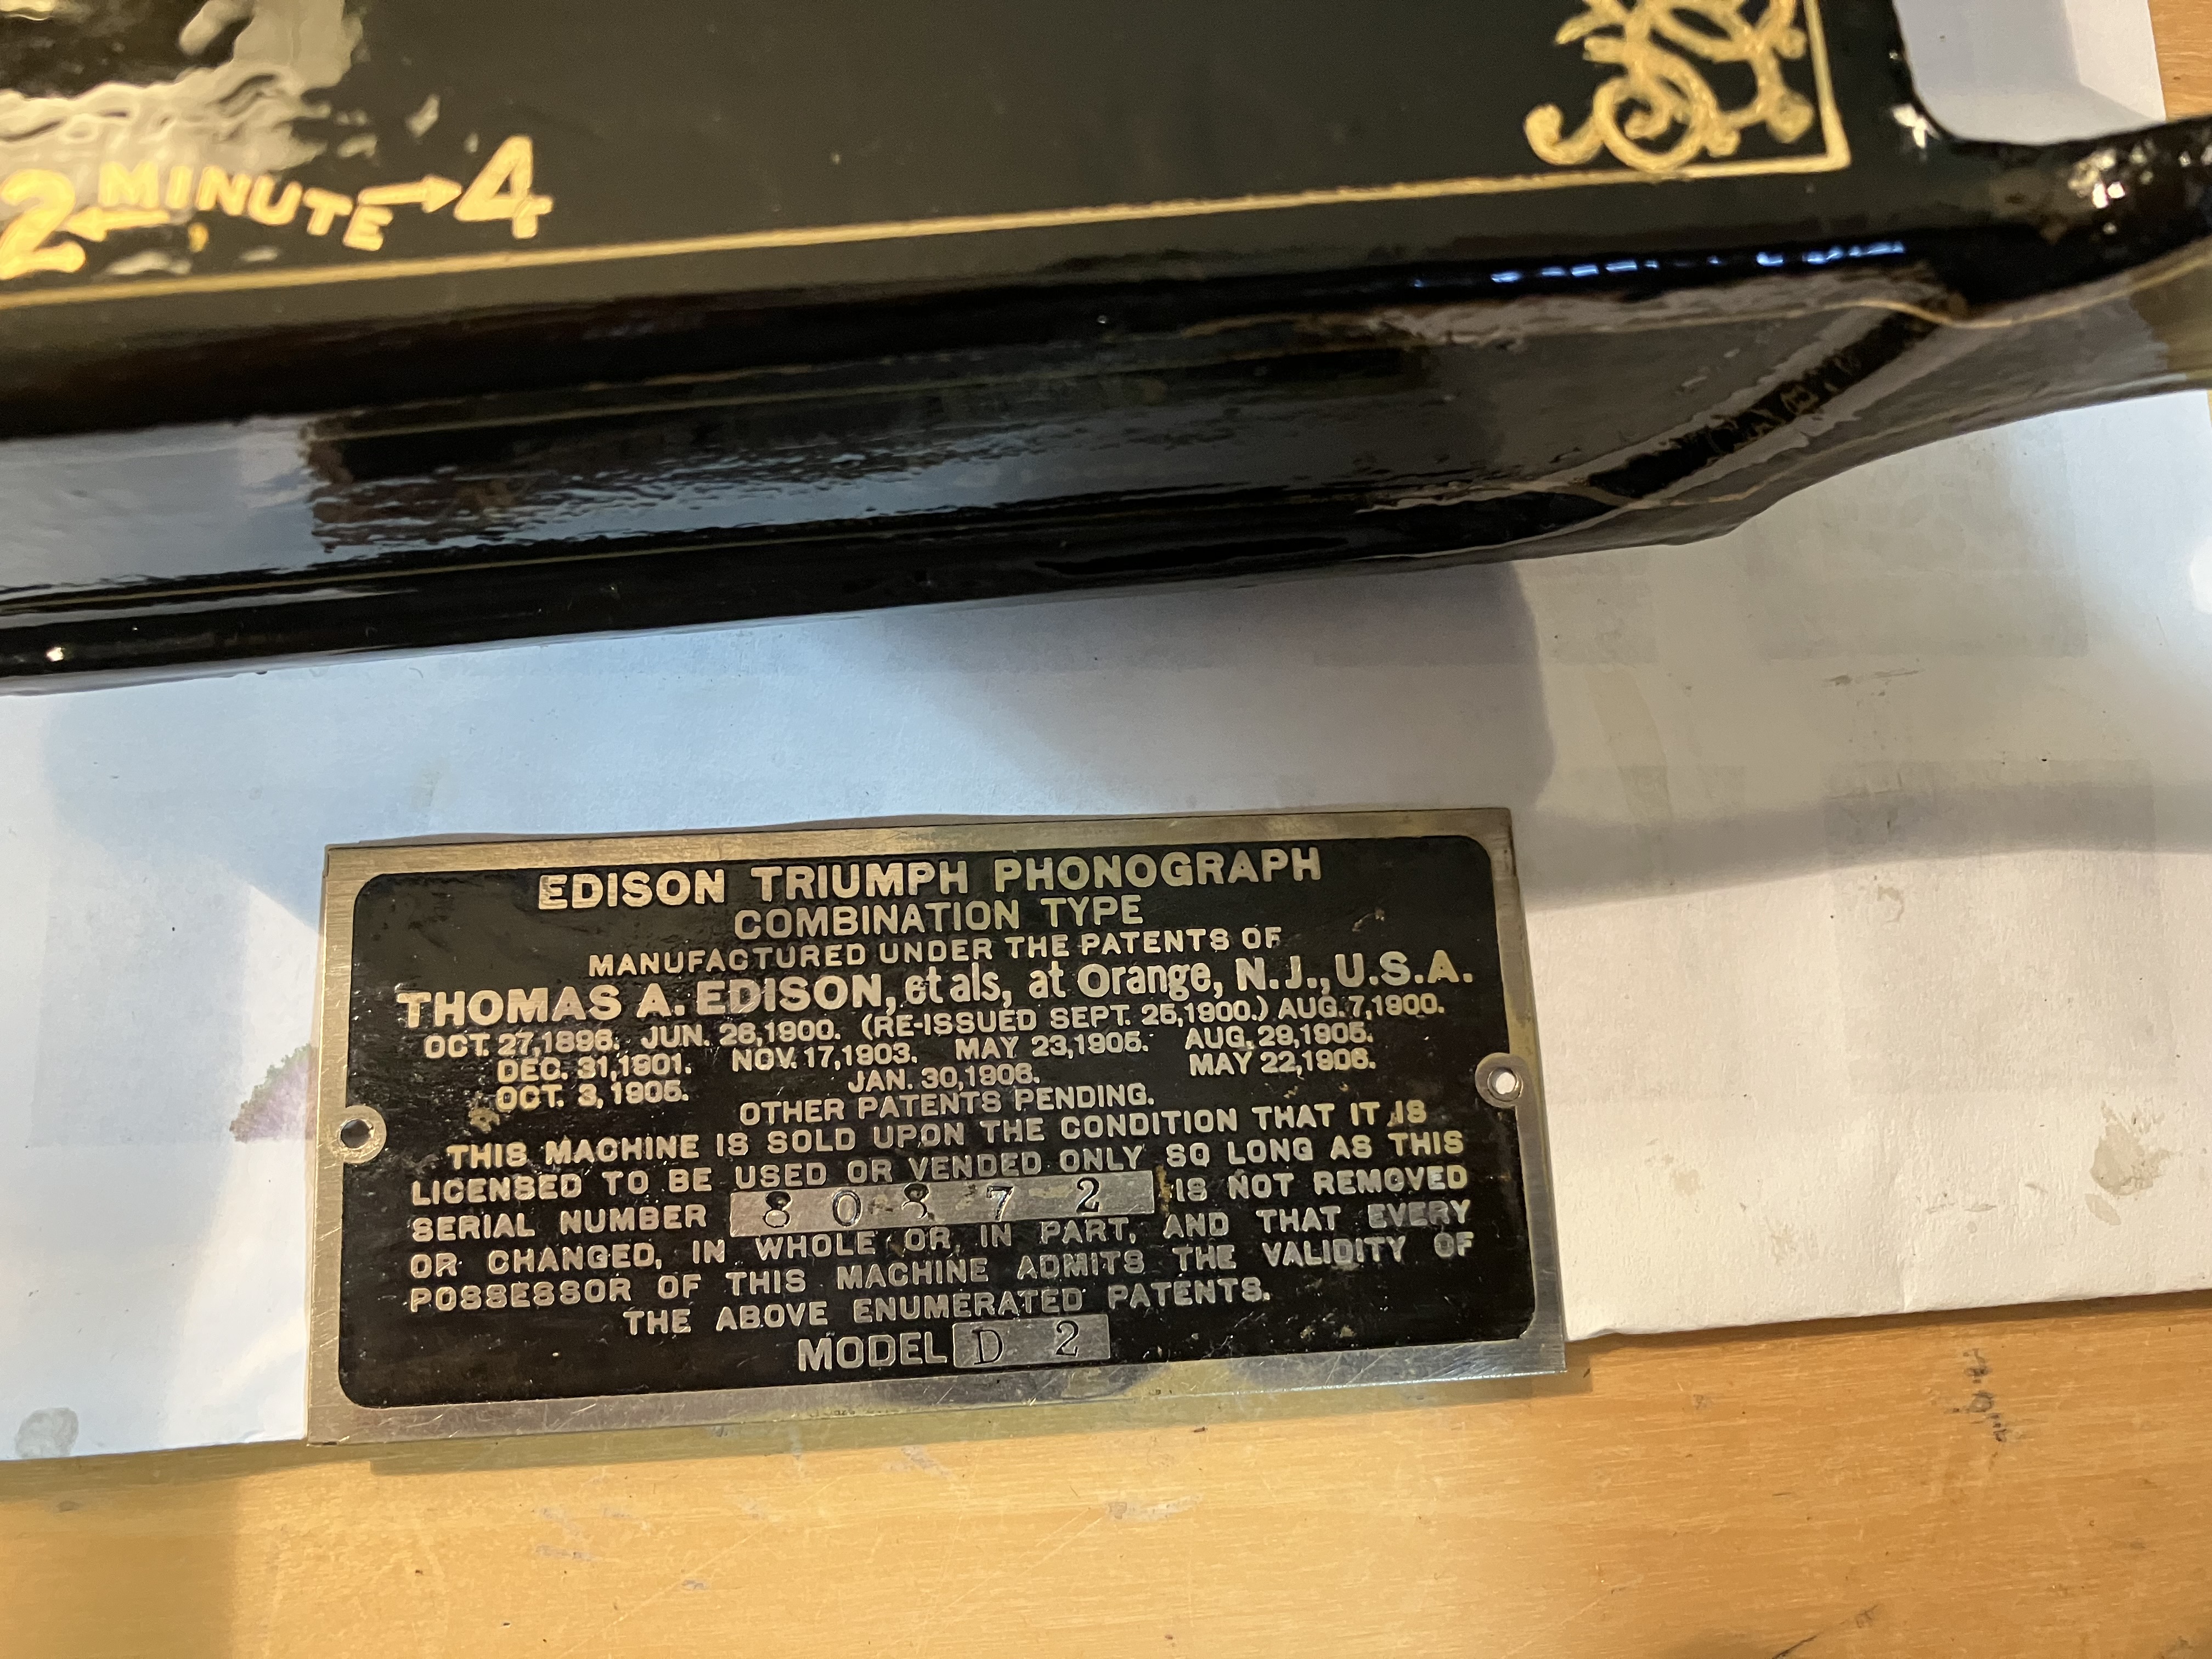 2 ← MINUTE → 4
EDISON TRIUMPH PHONOGRAPH
COMBINATION TYPE
MANUFACTURED UNDER THE PATENTS OF
THOMAS A. EDISON, et als, at Orange, N.J., U.S.A.
OCT. 27,1896. JUN. 26,1900. (RE-ISSUED SEPT. 25,1900.) AUG. 7,1900.
DEC. 31,1901. NOV. 17,1903. MAY 23,1905. AUG. 29,1905.
OCT. 3, 1905. JAN. 30,1906. MAY 22,1906.
OTHER PATENTS PENDING.
THIS MACHINE IS SOLD UPON THE CONDITION THAT IT IS
LICENSED TO BE USED OR VENDED ONLY SO LONG AS THIS
SERIAL NUMBER 8 0 8 7 2 IS NOT REMOVED
OR CHANGED, IN WHOLE OR IN PART, AND THAT EVERY
POSSESSOR OF THIS MACHINE ADMITS THE VALIDITY OF
THE ABOVE ENUMERATED PATENTS.
MODEL D 2